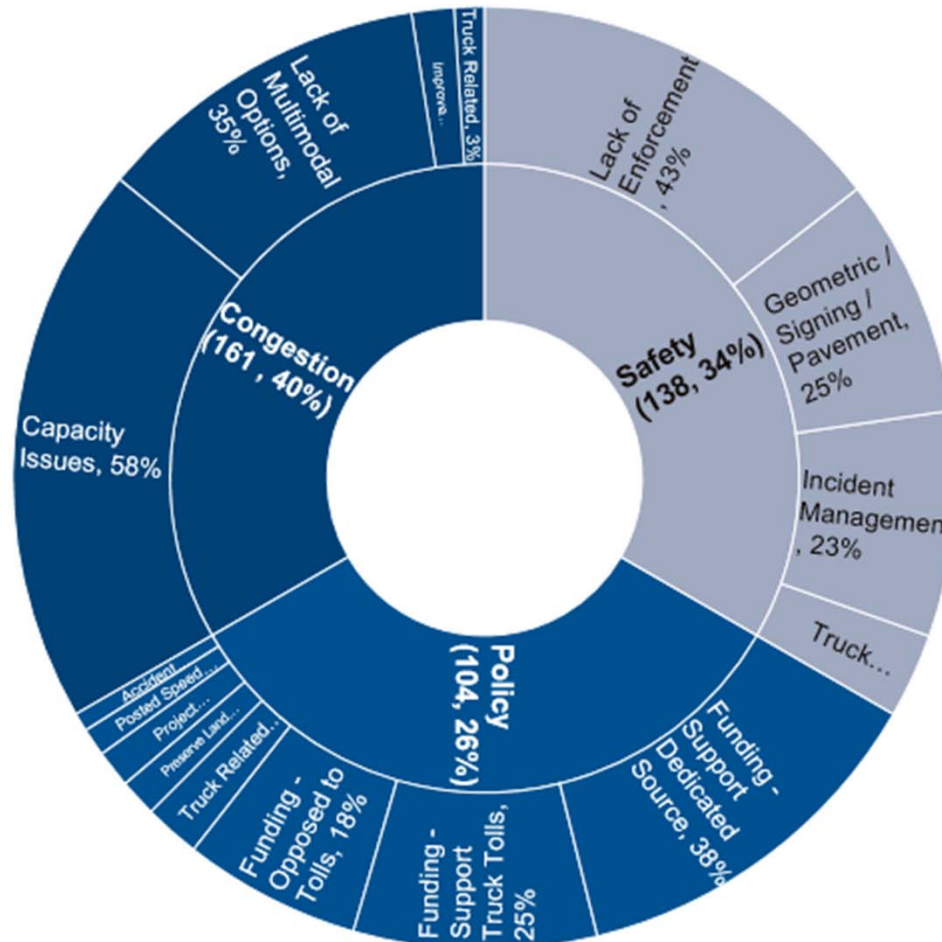 Congestion
(161 , 40%)
Capacity
Issues, 58%
Lack of
Multimodal
Options,
35%
Improve...
Truck Related, 3%
Safety
(138, 34%)
Lack of
Enforcement
, 43%
Geometric /
Signing /
Pavement,
25%
Incident
Managemen
, 23%
Truck...
Policy
(104, 26%)
Funding -
Support
Dedicated
Source, 38%
Funding -
Support
Truck Tolls,
25%
Funding -
Opposed to
Tolls, 18%
Truck Related...
Preserve Land...
Project...
Posted Speed...
Accident...